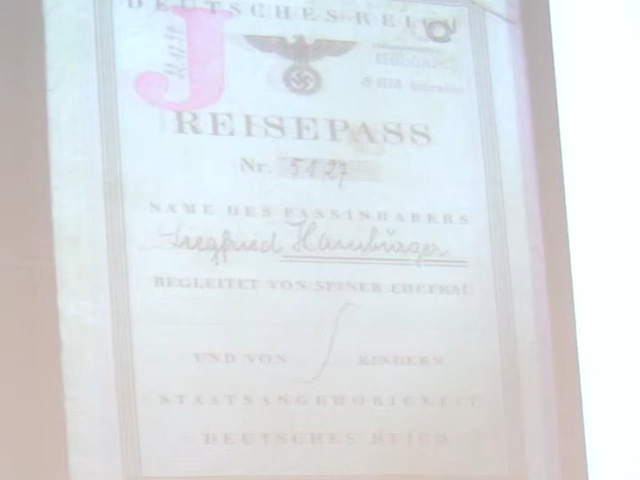 DEUTSCHES REICH
J
REISEPASS
Nr. 5127
NAME DES PASSINHABERS
Siegfried Hamburger
BEGLEITET VON SEINER EHEFRAU
UND VON KINDERN
STAATSANGEHÖRIGKEIT
DEUTSCHES REICH